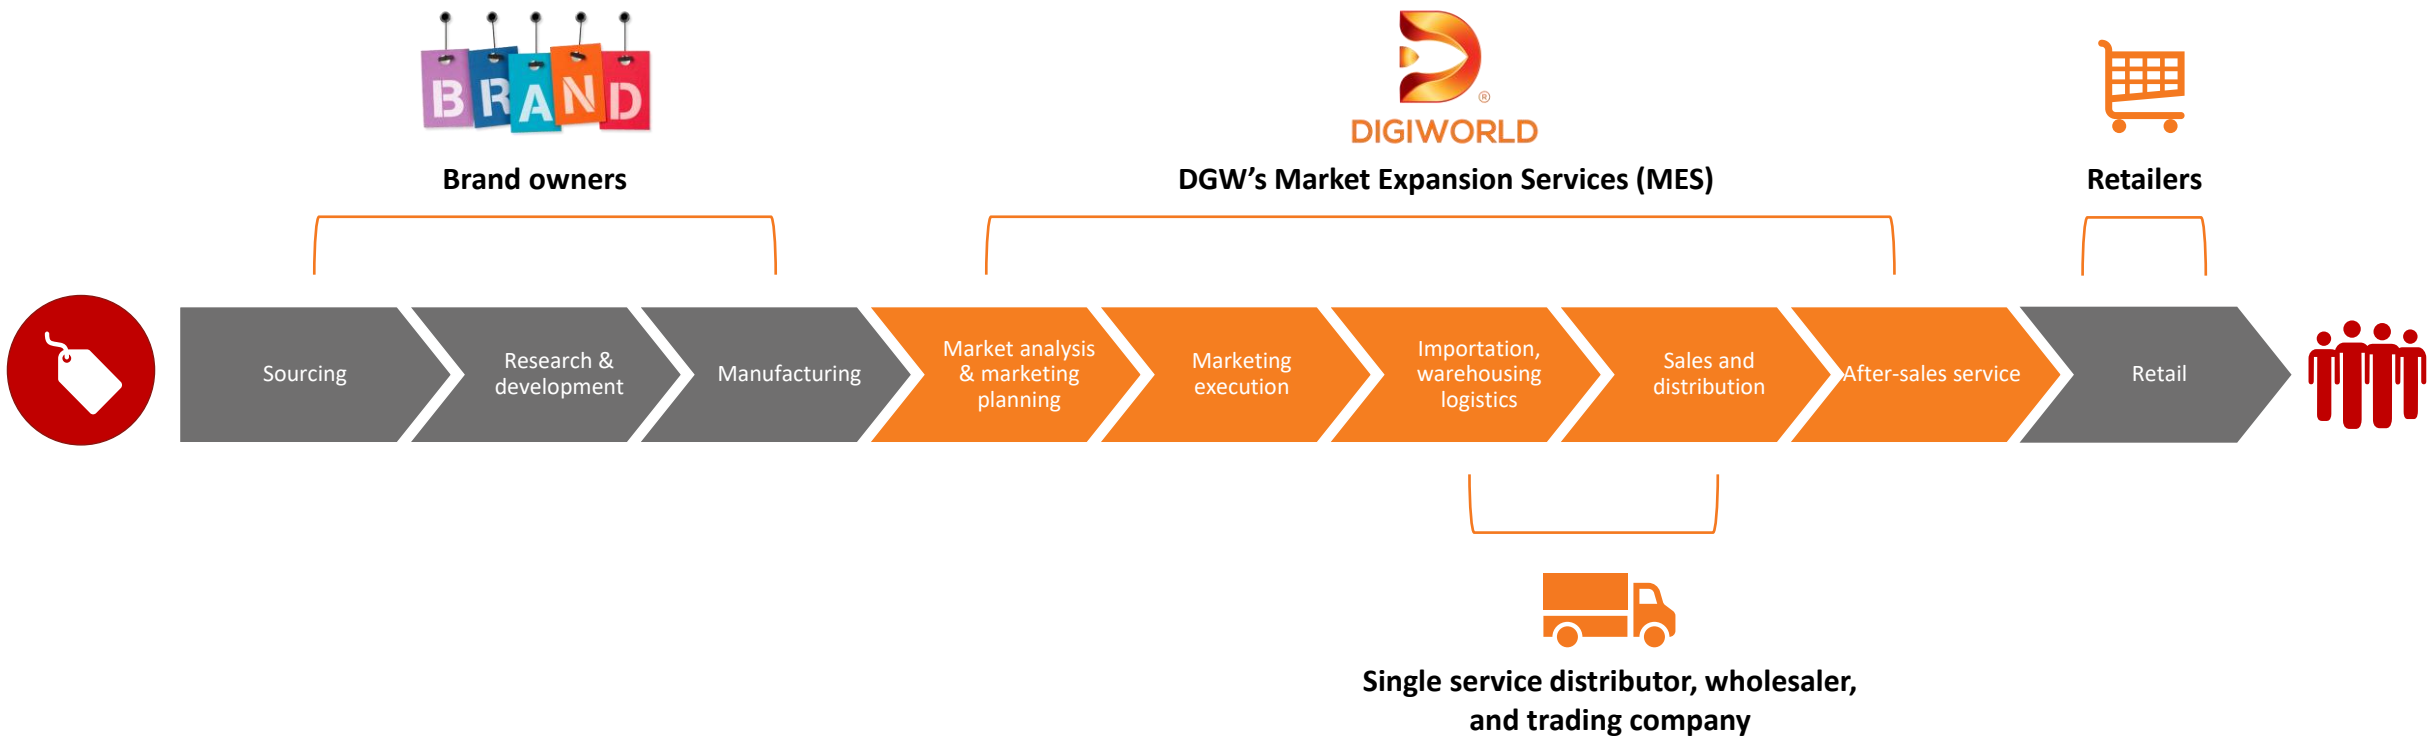 BRAND
®
DIGIWORLD
Brand owners
DGW’s Market Expansion Services (MES)
Retailers
Sourcing
Research &
development
Manufacturing
Market analysis
& marketing
planning
Marketing
execution
Importation,
warehousing
logistics
Sales and
distribution
After-sales service
Retail
Single service distributor, wholesaler,
and trading company